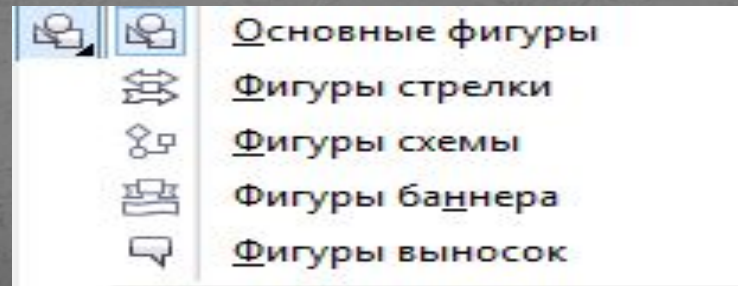 Основные фигуры
Фигуры стрелки
Фигуры схемы
Фигуры баннера
Фигуры выносок